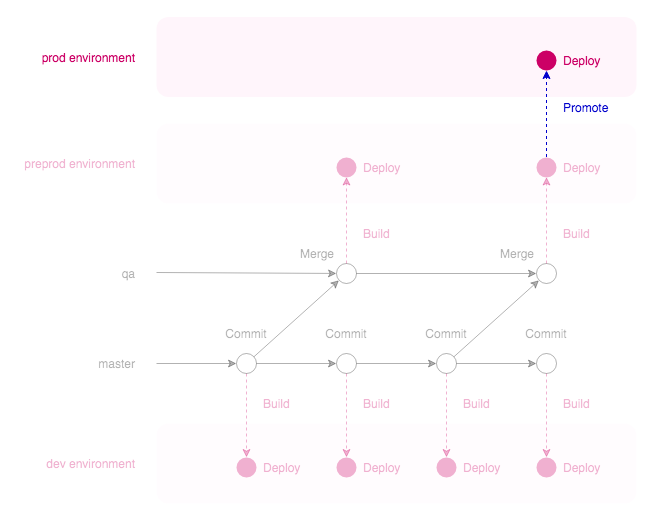 prod environment
Deploy
Promote
preprod environment
Deploy
Deploy
Build
Build
Merge
Merge
qa
Commit
Commit
Commit
Commit
master
Build
Build
Build
Build
dev environment
Deploy
Deploy
Deploy
Deploy